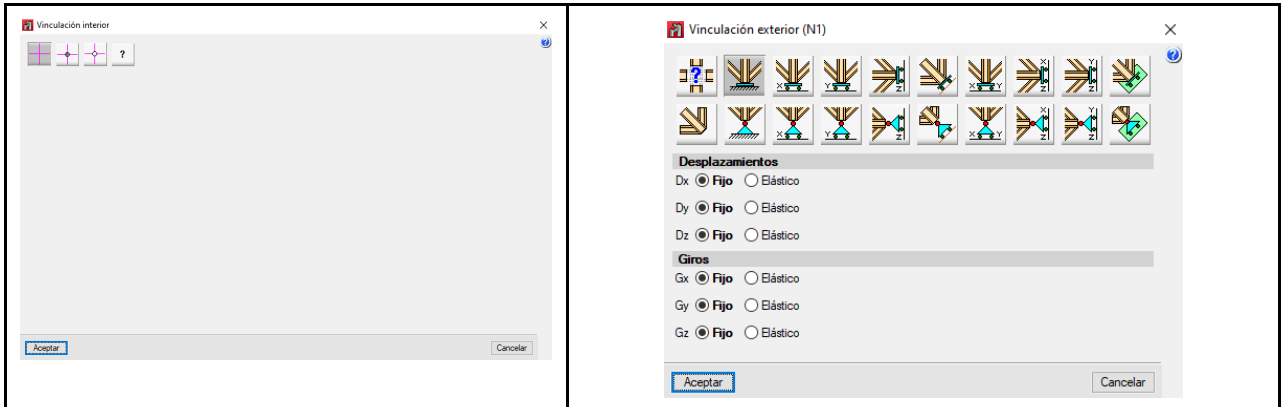 Vinculación interior
?
Aceptar
Cancelar
Vinculación exterior (N1)
? X Y Z X Y X Z Y Z
X Y Z X Y X Z Y Z
Desplazamientos
Dx Fijo Elástico
Dy Fijo Elástico
Dz Fijo Elástico
Giros
Gx Fijo Elástico
Gy Fijo Elástico
Gz Fijo Elástico
Aceptar
Cancelar